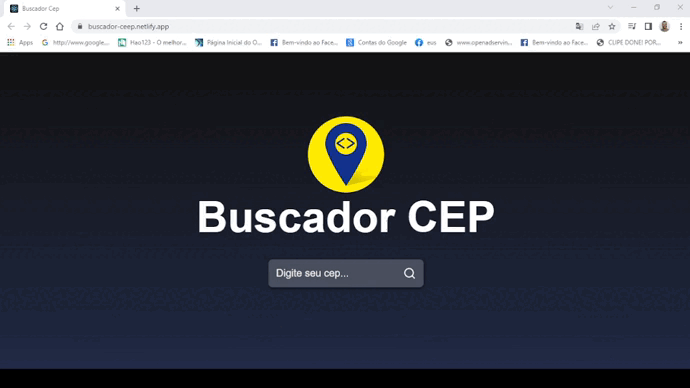 Buscador Cep
buscador-ceep.netlify.app
Apps
http://www.google,...
Hao123 - O melhor...
Página Inicial do O...
Bem-vindo ao Face...
Contas do Google
evs
www.openadservin...
Bem-vindo ao Face...
CLIPE DONE! POR...
Buscador CEP
Digite seu cep...